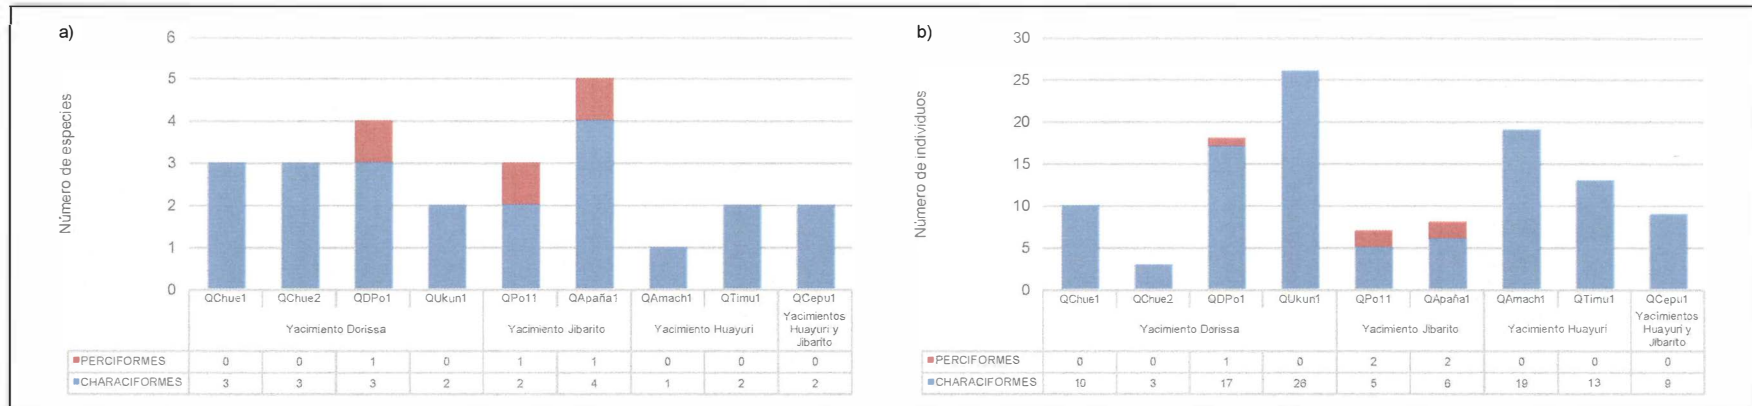 a)
6
5
4
3
2
1
0
Número de especies
QChue1 QChue2 QDPo1 QUkun1 QPo11 QApaña1 QAmach1 QTimu1 QCepu1
Yacimiento Dorissa Yacimiento Jibarito Yacimiento Huayuri Yacimientos
Huayuri y
Jibarito
PERCIFORMES 0 0 1 0 1 1 0 0 0
CHARACIFORMES 3 3 3 2 2 4 1 2 2
b)
30
25
20
15
10
5
0
Número de individuos
QChue1 QChue2 QDPo1 QUkun1 QPo11 QApaña1 QAmach1 QTimu1 QCepu1
Yacimiento Dorissa Yacimiento Jibarito Yacimiento Huayuri Yacimientos
Huayuri y
Jibarito
PERCIFORMES 0 0 1 0 2 2 0 0 0
CHARACIFORMES 10 3 17 26 5 6 19 13 9